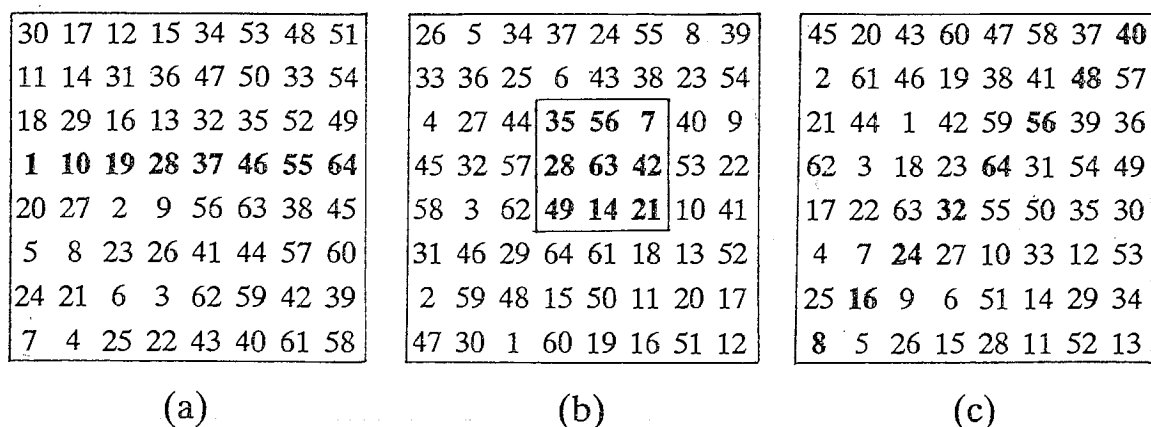 30 17 12 15 34 53 48 51
11 14 31 36 47 50 33 54
18 29 16 13 32 35 52 49
1 10 19 28 37 46 55 64
20 27 2 9 56 63 38 45
5 8 23 26 41 44 57 60
24 21 6 3 62 59 42 39
7 4 25 22 43 40 61 58
(a)
26 5 34 37 24 55 8 39
33 36 25 6 43 38 23 54
4 27 44 35 56 7 40 9
45 32 57 28 63 42 53 22
58 3 62 49 14 21 10 41
31 46 29 64 61 18 13 52
2 59 48 15 50 11 20 17
47 30 1 60 19 16 51 12
(b)
45 20 43 60 47 58 37 40
2 61 46 19 38 41 48 57
21 44 1 42 59 56 39 36
62 3 18 23 64 31 54 49
17 22 63 32 55 50 35 30
4 7 24 27 10 33 12 53
25 16 9 6 51 14 29 34
8 5 26 15 28 11 52 13
(c)